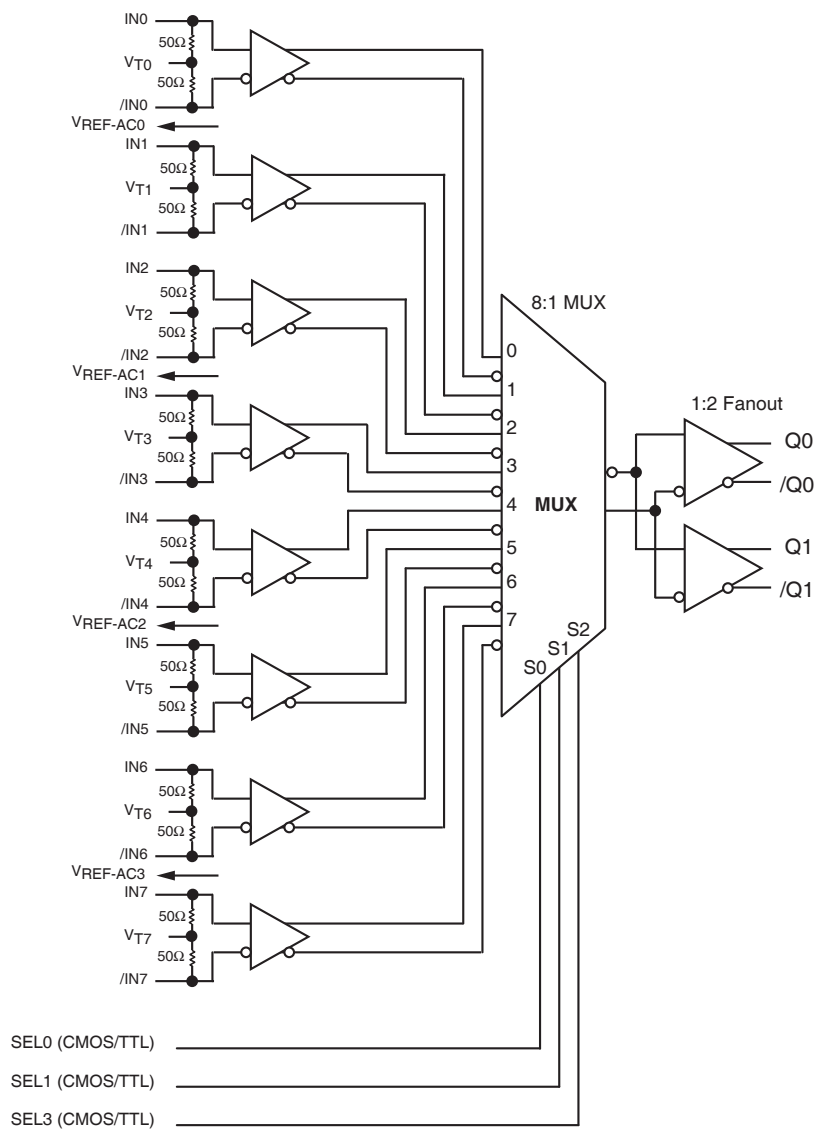 IN0
50Ω
VT0
50Ω
/IN0
VREF-AC0
IN1
50Ω
VT1
50Ω
/IN1
IN2
50Ω
VT2
50Ω
/IN2
VREF-AC1
IN3
50Ω
VT3
50Ω
/IN3
IN4
50Ω
VT4
50Ω
/IN4
VREF-AC2
IN5
50Ω
VT5
50Ω
/IN5
IN6
50Ω
VT6
50Ω
/IN6
VREF-AC3
IN7
50Ω
VT7
50Ω
/IN7
8:1 MUX
0
1
2
3
4
5
6
7
MUX
S0
S1
S2
1:2 Fanout
Q0
/Q0
Q1
/Q1
SEL0 (CMOS/TTL)
SEL1 (CMOS/TTL)
SEL3 (CMOS/TTL)